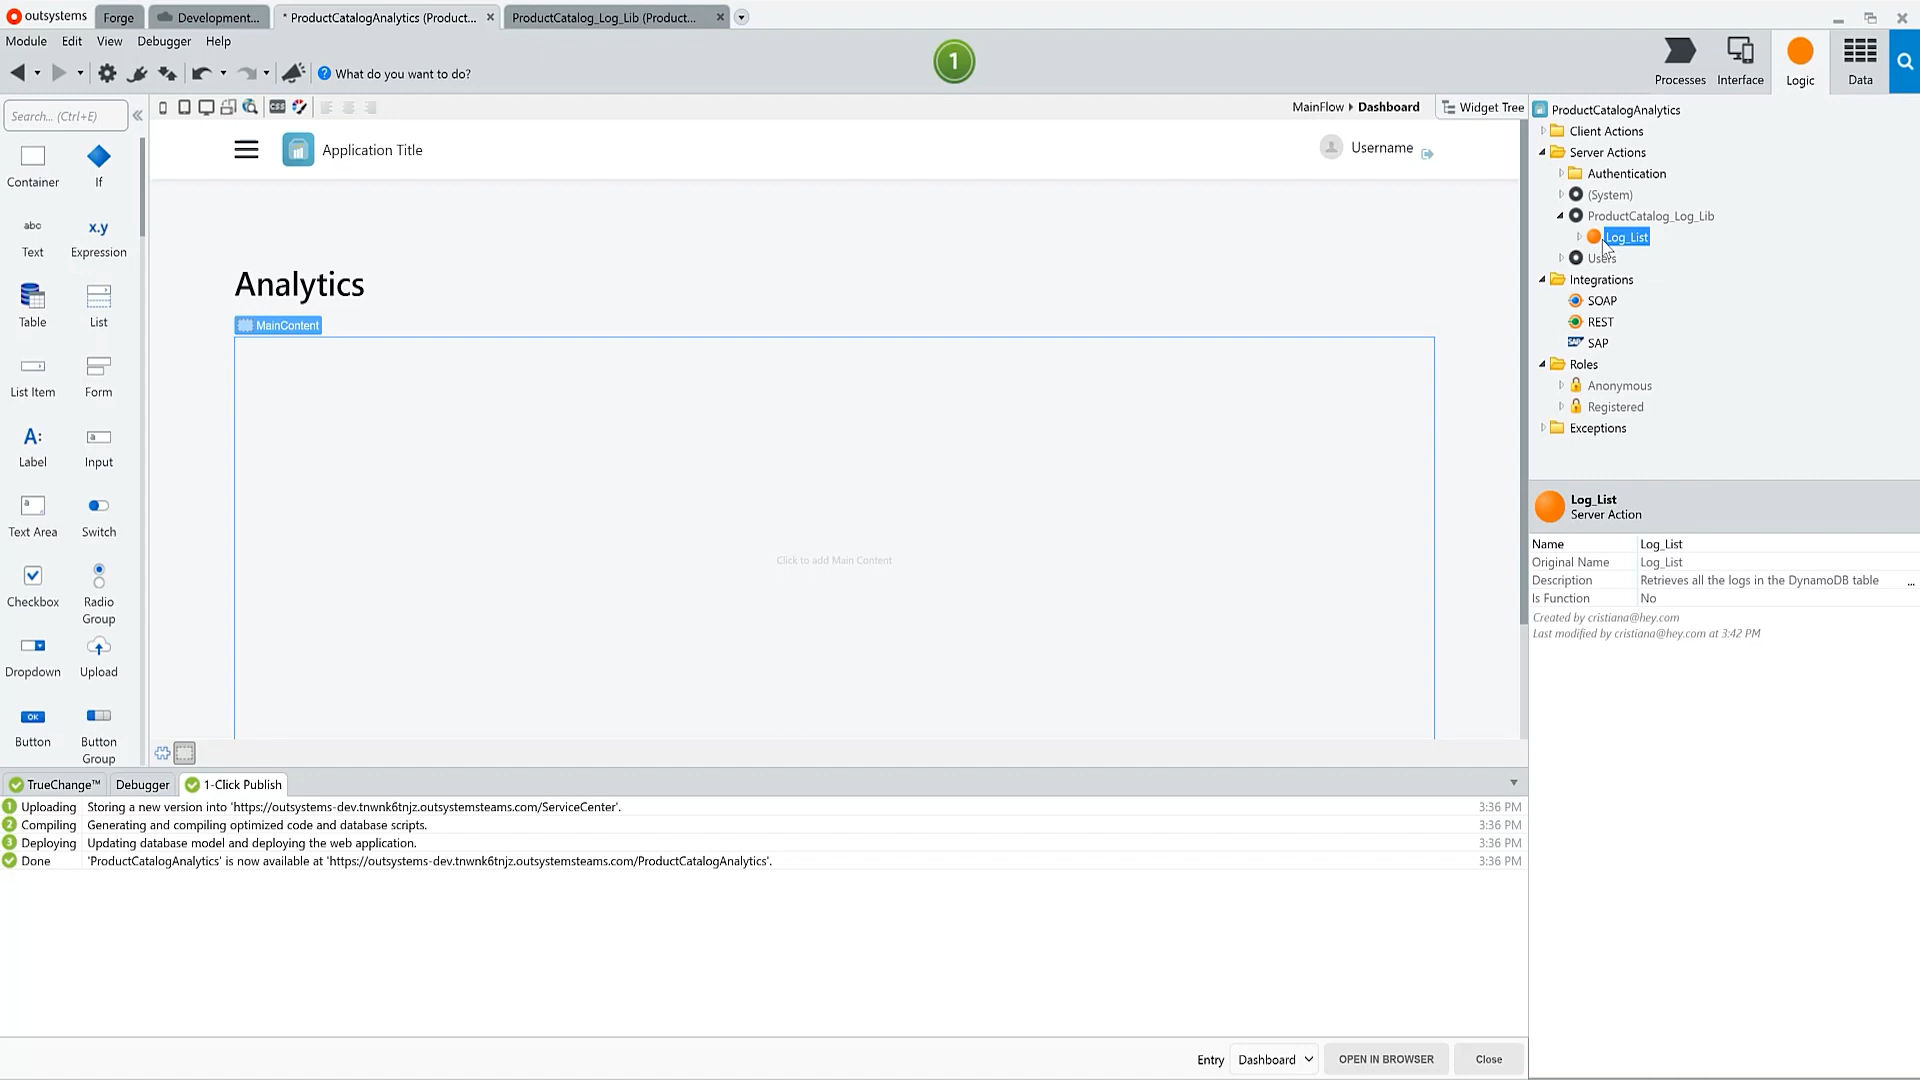 outsystems
Forge
Development...
* ProductCatalogAnalytics (Product...
ProductCatalog_Log_Lib (Product...
Module Edit View Debugger Help
What do you want to do?
1
Processes
Interface
Logic
Data
Search... (Ctrl+E)
CSS
MainFlow Dashboard
Widget Tree
Container
If
abc
Text
x.y
Expression
Table
List
List Item
Form
A:
Label
a
Input
a
Text Area
Switch
Checkbox
Radio
Group
Dropdown
Upload
OK
Button
Button
Group
Application Title
Username
Analytics
MainContent
Click to add Main Content
ProductCatalogAnalytics
Client Actions
Server Actions
Authentication
(System)
ProductCatalog_Log_Lib
Log_List
Users
Integrations
SOAP
REST
SAP
SAP
Roles
Anonymous
Registered
Exceptions
Log_List
Server Action
Name Log_List
Original Name Log_List
Description Retrieves all the logs in the DynamoDB table ...
Is Function No
Created by cristiana@hey.com
Last modified by cristiana@hey.com at 3:42 PM
TrueChange™
Debugger
1-Click Publish
1 Uploading Storing a new version into 'https://outsystems-dev.tnwnk6tnjz.outsystemsteams.com/ServiceCenter'. 3:36 PM
2 Compiling Generating and compiling optimized code and database scripts. 3:36 PM
3 Deploying Updating database model and deploying the web application. 3:36 PM
Done 'ProductCatalogAnalytics' is now available at 'https://outsystems-dev.tnwnk6tnjz.outsystemsteams.com/ProductCatalogAnalytics'. 3:36 PM
Entry Dashboard OPEN IN BROWSER Close